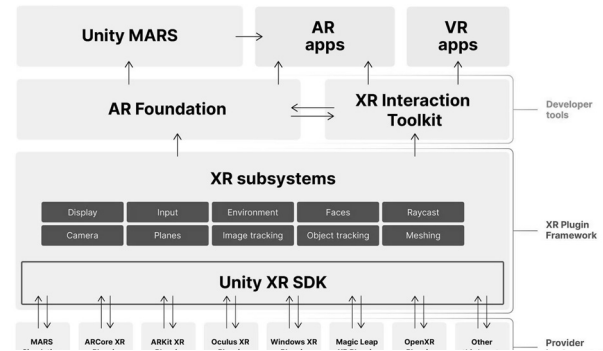 Unity MARS
AR
apps
VR
apps
AR Foundation
XR Interaction
Toolkit
Developer
tools
XR subsystems
Display
Input
Environment
Faces
Raycast
Camera
Planes
Image tracking
Object tracking
Meshing
XR Plugin
Framework
Unity XR SDK
MARS
ARCore XR
ARKit XR
Oculus XR
Windows XR
Magic Leap
OpenXR
Other
Provider